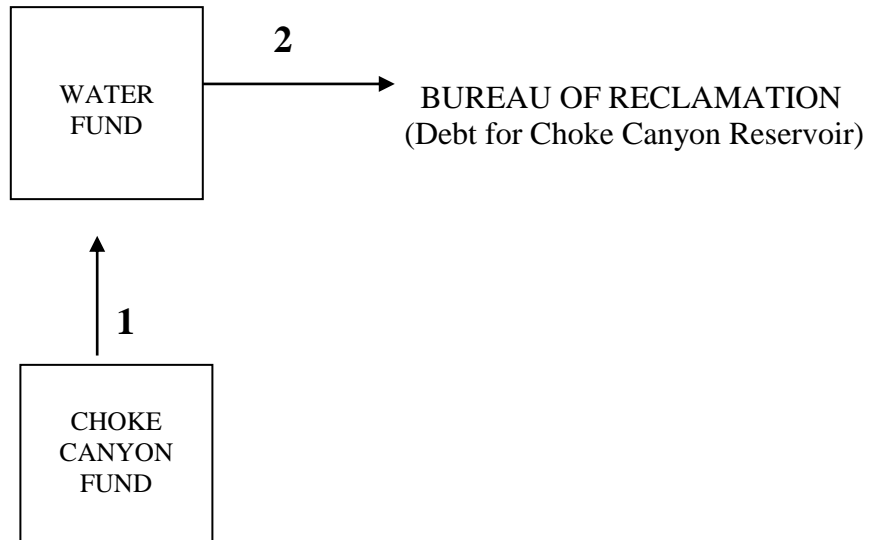 2
WATER
FUND
BUREAU OF RECLAMATION
(Debt for Choke Canyon Reservoir)
1
CHOKE
CANYON
FUND